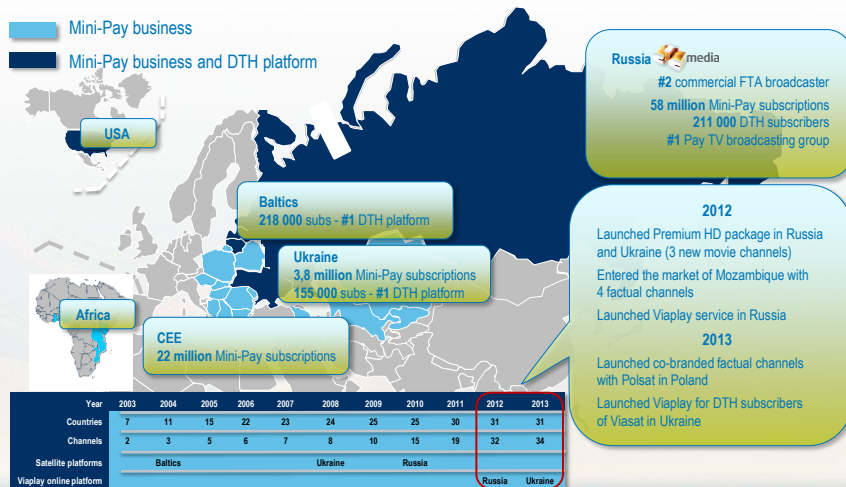 Mini-Pay business
Mini-Pay business and DTH platform
USA
Russia media
#2 commercial FTA broadcaster
58 million Mini-Pay subscriptions
211 000 DTH subscribers
#1 Pay TV broadcasting group
Baltics
218 000 subs - #1 DTH platform
Ukraine
3,8 million Mini-Pay subscriptions
155 000 subs - #1 DTH platform
Africa
CEE
22 million Mini-Pay subscriptions
2012
Launched Premium HD package in Russia
and Ukraine (3 new movie channels)
Entered the market of Mozambique with
4 factual channels
Launched Viaplay service in Russia
2013
Launched co-branded factual channels
with Polsat in Poland
Launched Viaplay for DTH subscribers
of Viasat in Ukraine
Year 2003 2004 2005 2006 2007 2008 2009 2010 2011 2012 2013
Countries 7 11 15 22 23 24 25 25 30 31 31
Channels 2 3 5 6 7 8 10 15 19 32 34
Satellite platforms Baltics Ukraine Russia
Viaplay online platform Russia Ukraine